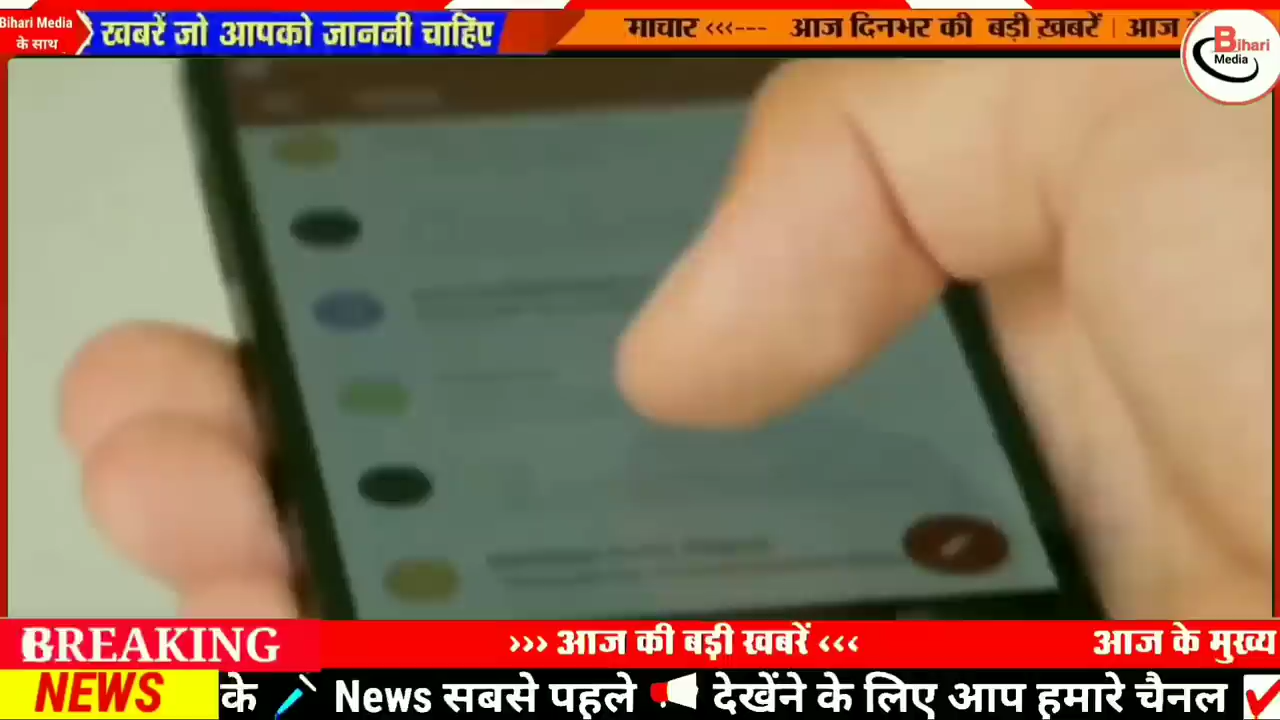 Bihari Media
के साथ
खबरें जो आपको जाननी चाहिए
माचार <<<--- आज दिनभर की बड़ी ख़बरें | आज
Bihari
Media
BREAKING
NEWS
>>> आज की बड़ी खबरें <<< आज के मुख्य
के News सबसे पहले देखेंने के लिए आप हमारे चैनल